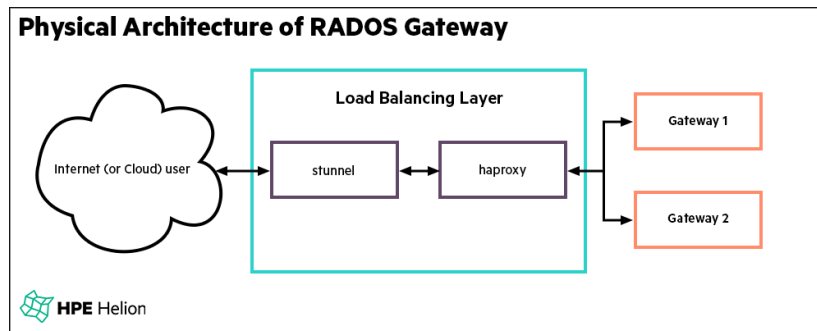 Physical Architecture of RADOS Gateway
Load Balancing Layer
Internet (or Cloud) user
stunnel
haproxy
Gateway 1
Gateway 2
HPE Helion